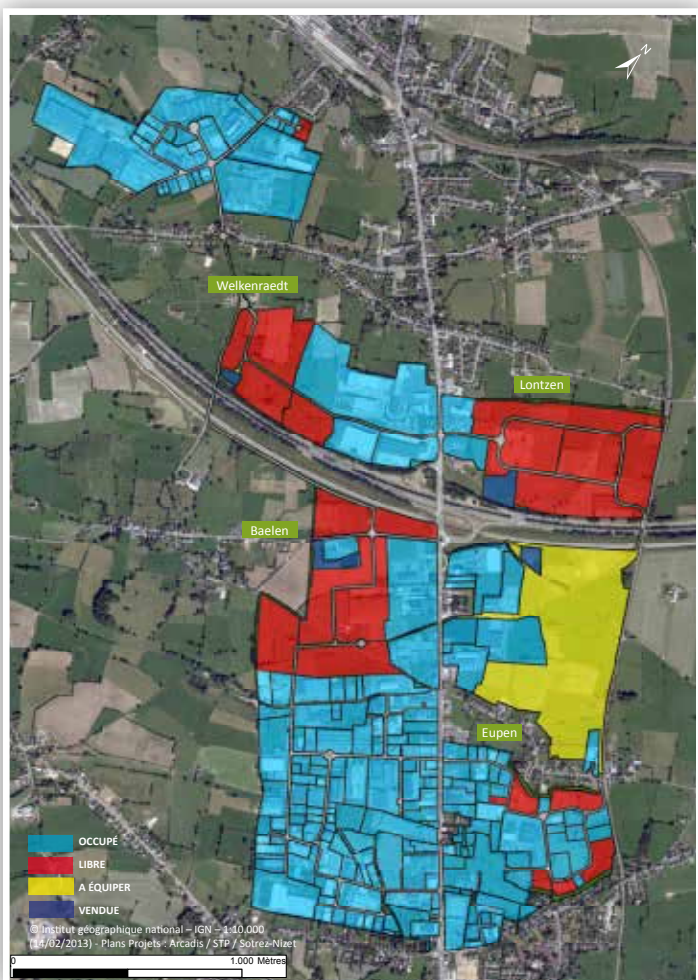 N
Welkenraedt
Lontzen
Baelen
Eupen
OCCUPÉ
LIBRE
A ÉQUIPER
VENDUE
© Institut géographique national – IGN – 1:10.000
(14/02/2013) - Plans Projets : Arcadis / STP / Sotrez-Nizet
0 1.000 Mètres